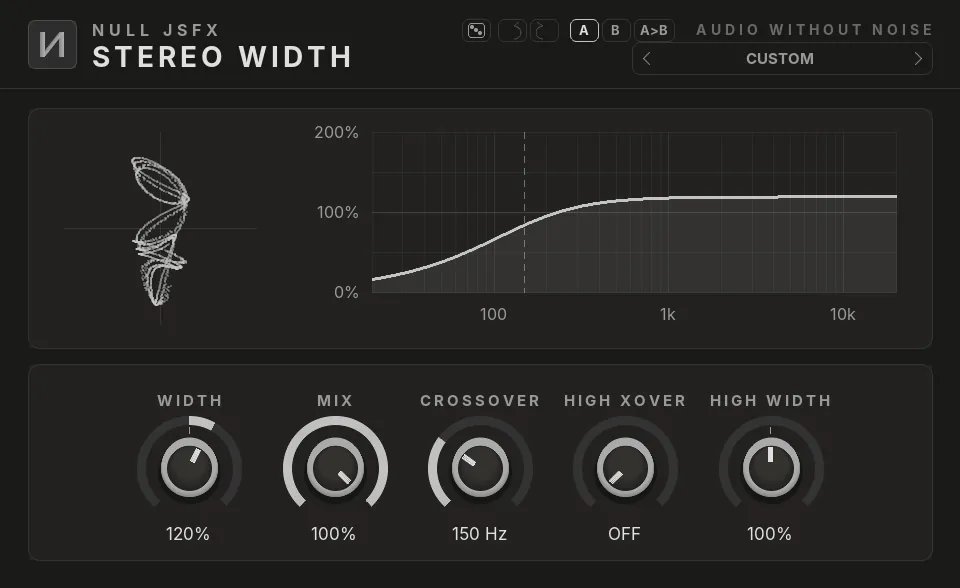 NULL JSFX
STEREO WIDTH
A B A>B AUDIO WITHOUT NOISE
CUSTOM
200%
100%
0%
100 1k 10k
WIDTH MIX CROSSOVER HIGH XOVER HIGH WIDTH
120% 100% 150 Hz OFF 100%